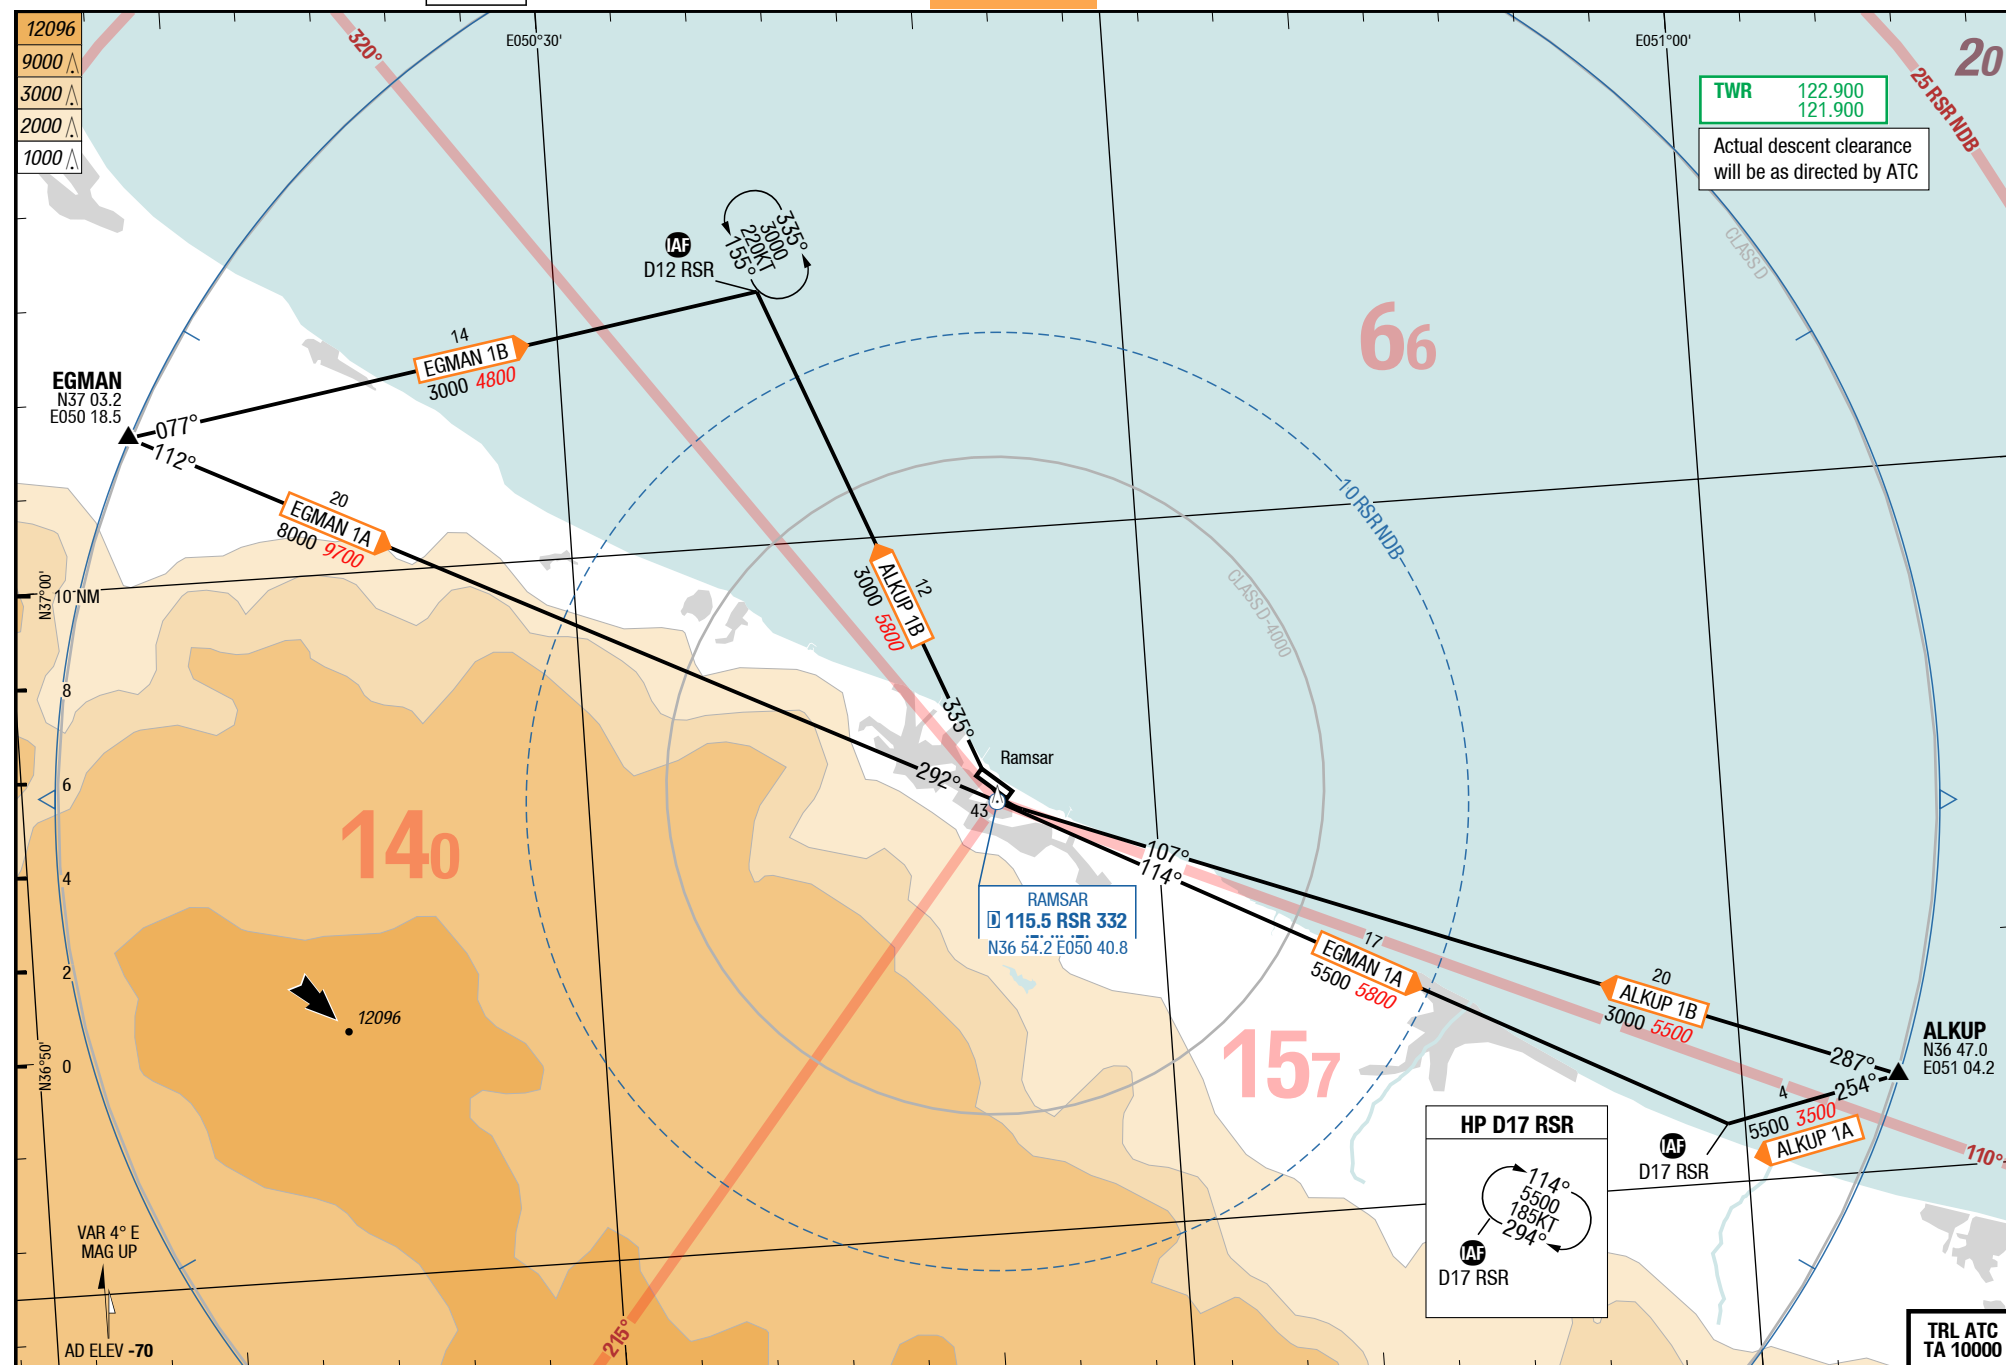 12096
9000
3000
2000
1000
320°
E050°30'
E051°00'
20
25 RSR NDB
TWR 122.900
121.900
Actual descent clearance
will be as directed by ATC
CLASS D
IAF
D12 RSR
335°
3000
220KT
155°
66
14
EGMAN 1B
3000 4800
EGMAN
N37 03.2
E050 18.5
077°
112°
20
EGMAN 1A
8000 9700
10 RSR NDB
CLASS D-4000
12
ALKUP 1B
3000 5800
335°
N37°00'
10 NM
8
6
4
2
0
N36°50'
Ramsar
292°
43
140
107°
114°
RAMSAR
D 115.5 RSR 332
N36 54.2 E050 40.8
17
EGMAN 1A
5500 5800
20
ALKUP 1B
3000 5500
12096
157
ALKUP
N36 47.0
E051 04.2
287°
254°
4
5500 3500
ALKUP 1A
IAF
D17 RSR
110°
HP D17 RSR
114°
5500
185KT
294°
IAF
D17 RSR
VAR 4° E
MAG UP
AD ELEV -70
215°
TRL ATC
TA 10000